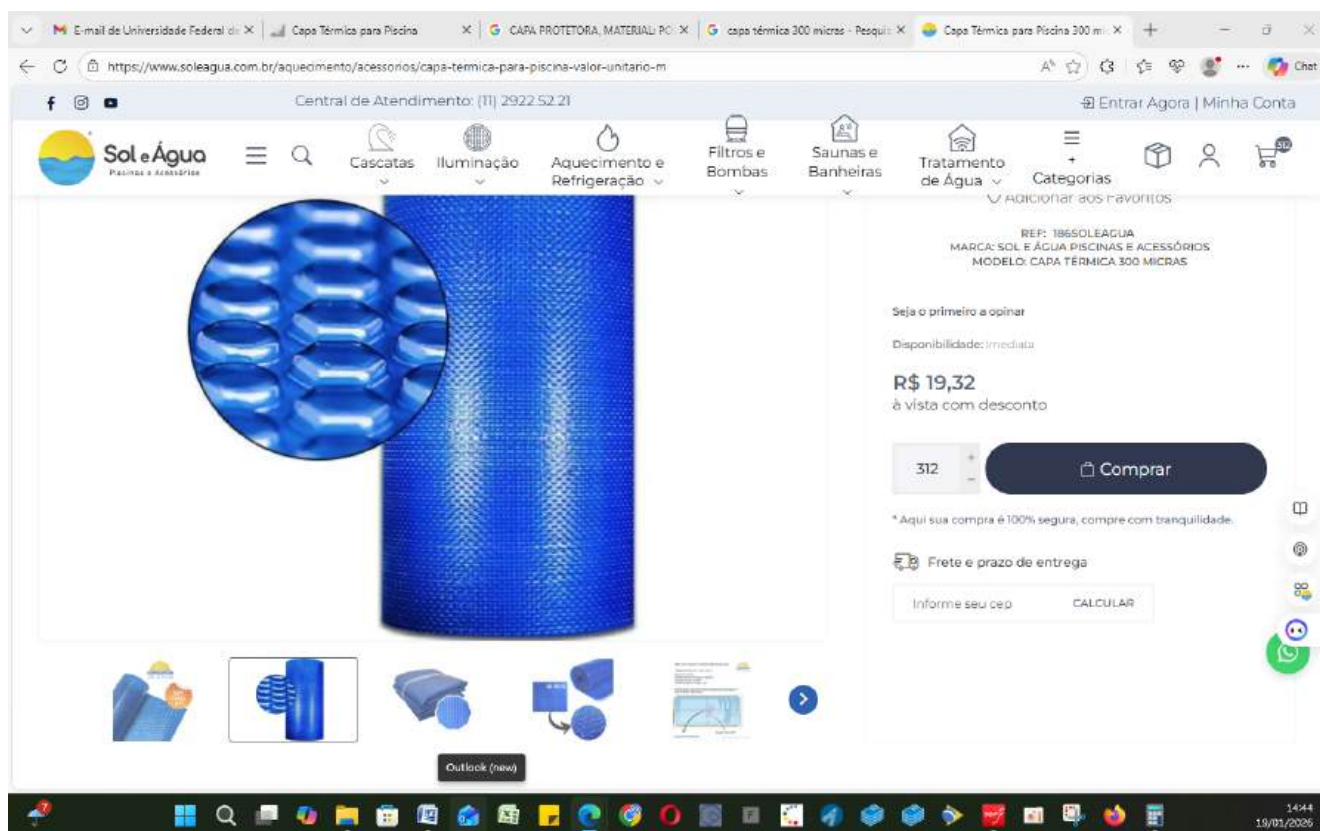 E-mail de Universidade Federal d
Capa Térmica para Piscina
CAPA PROTETORA, MATERIAL: PO
capa térmica 300 micras - Pesqui
Capa Térmica para Piscina 300 mi
https://www.soleagua.com.br/aquecimento/acessorios/capa-termica-para-piscina-valor-unitario-m
Chat
Central de Atendimento: (11) 2922.52.21
Entrar Agora | Minha Conta
Sol e Água
Piscinas e Acessórios
Cascatas
Iluminação
Aquecimento e
Refrigeração
Filtros e
Bombas
Saunas e
Banheiras
Tratamento
de Água
+
Categorias
312
Adicionar aos Favoritos
REF: 186SOLEAGUA
MARCA: SOL E ÁGUA PISCINAS E ACESSÓRIOS
MODELO: CAPA TÉRMICA 300 MICRAS
Seja o primeiro a opinar
Disponibilidade: Imediata
R$ 19,32
à vista com desconto
312
+
-
Comprar
* Aqui sua compra é 100% segura, compre com tranquilidade.
Frete e prazo de entrega
Informe seu cep
CALCULAR
Outlook (new)
7
14:44
19/01/2026